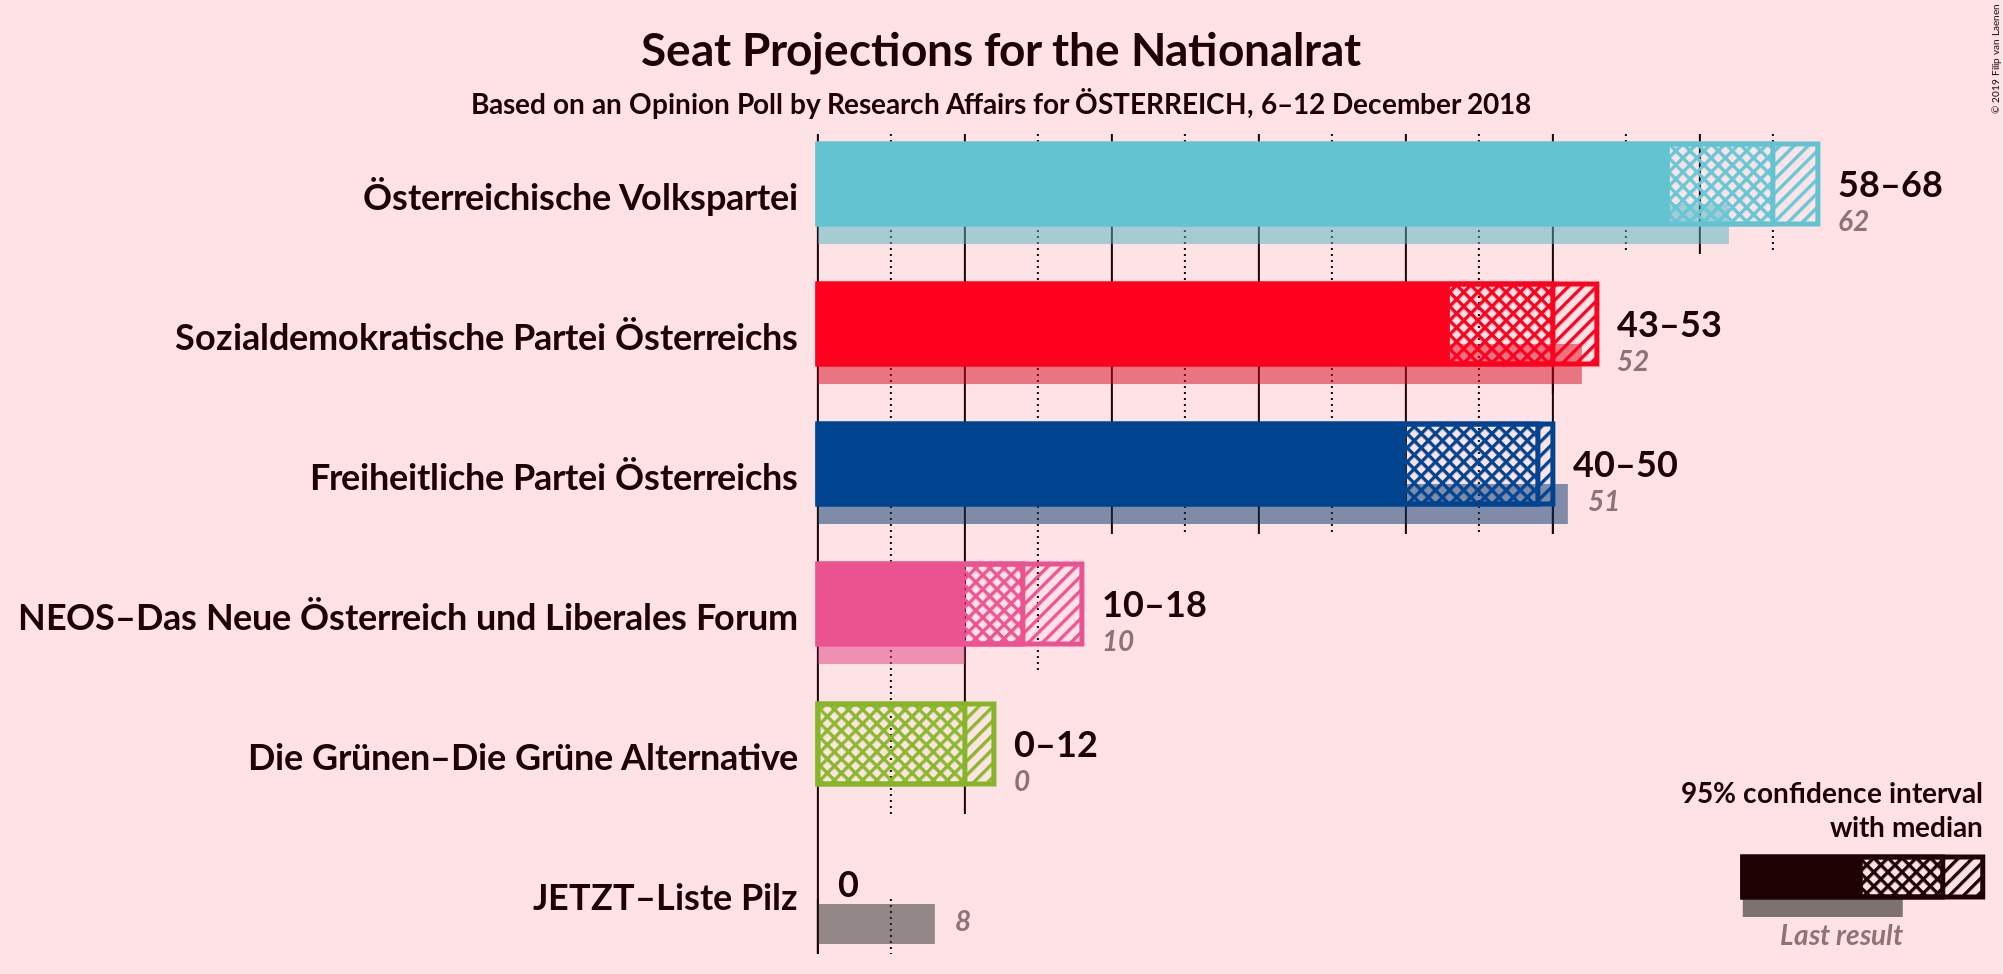 Seat Projections for the Nationalrat
Based on an Opinion Poll by Research Affairs for ÖSTERREICH, 6–12 December 2018
© 2019 Filip van Laenen
Österreichische Volkspartei
58–68
62
Sozialdemokratische Partei Österreichs
43–53
52
Freiheitliche Partei Österreichs
40–50
51
NEOS–Das Neue Österreich und Liberales Forum
10–18
10
Die Grünen–Die Grüne Alternative
0–12
0
JETZT–Liste Pilz
0
8
95% confidence interval
with median
Last result